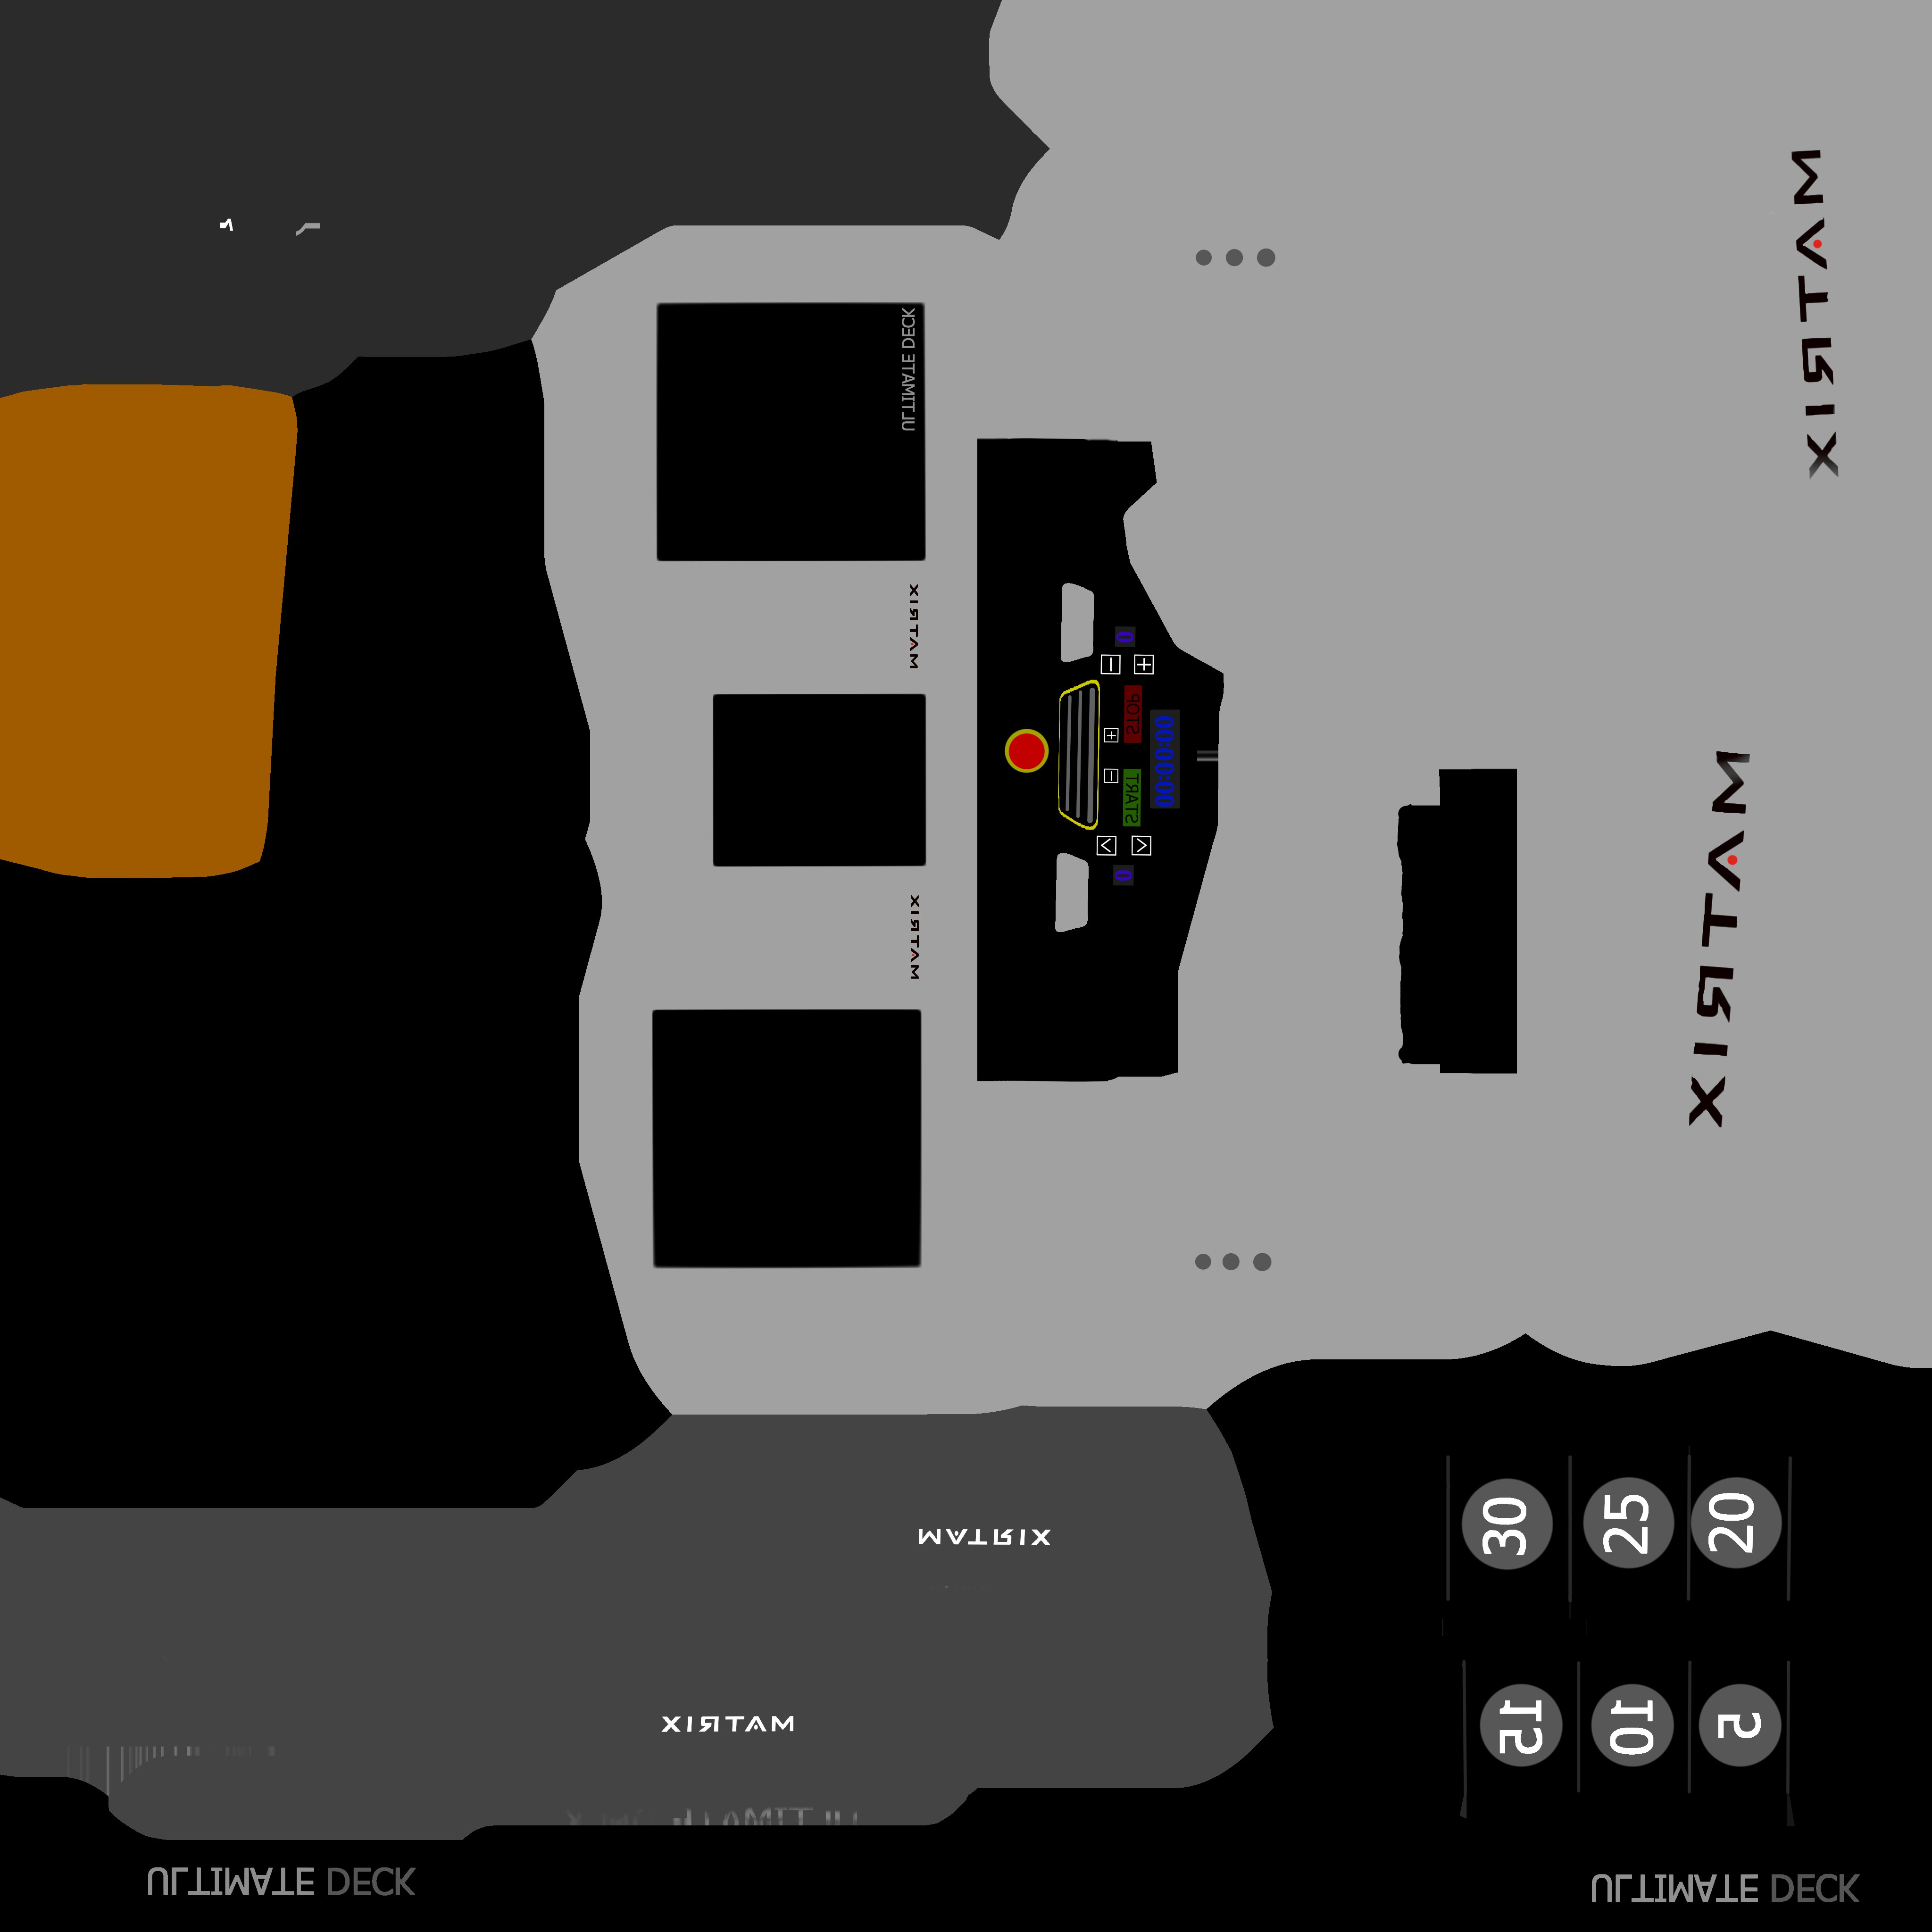 MATRIX
ULTIMATE DECK
MATRIX
0
STOP
00:00:00
START
0
MATRIX
MATRIX
30 25 20
MATRIX
15 10 5
MATRIX
ULTIMATE DECK
ULTIMATE DECK